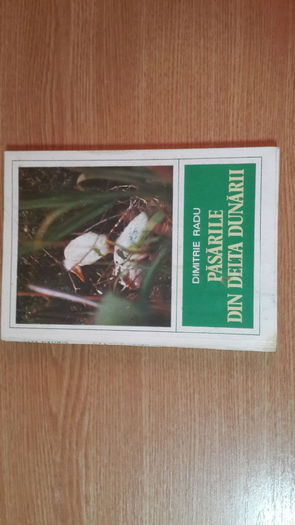 DIMITRIE RADU
PĂSĂRILE
DIN DELTA DUNĂRII